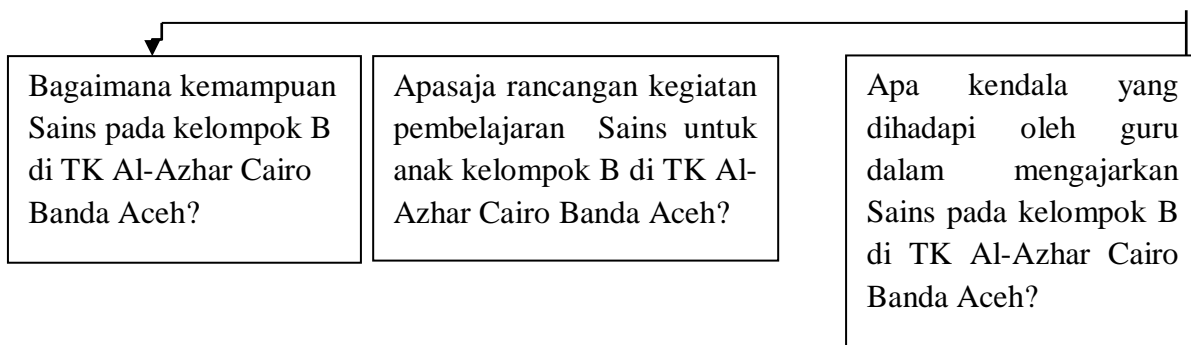 Bagaimana kemampuan
Sains pada kelompok B
di TK Al-Azhar Cairo
Banda Aceh?
Apasaja rancangan kegiatan
pembelajaran Sains untuk
anak kelompok B di TK Al-
Azhar Cairo Banda Aceh?
Apa kendala yang
dihadapi oleh guru
dalam mengajarkan
Sains pada kelompok B
di TK Al-Azhar Cairo
Banda Aceh?